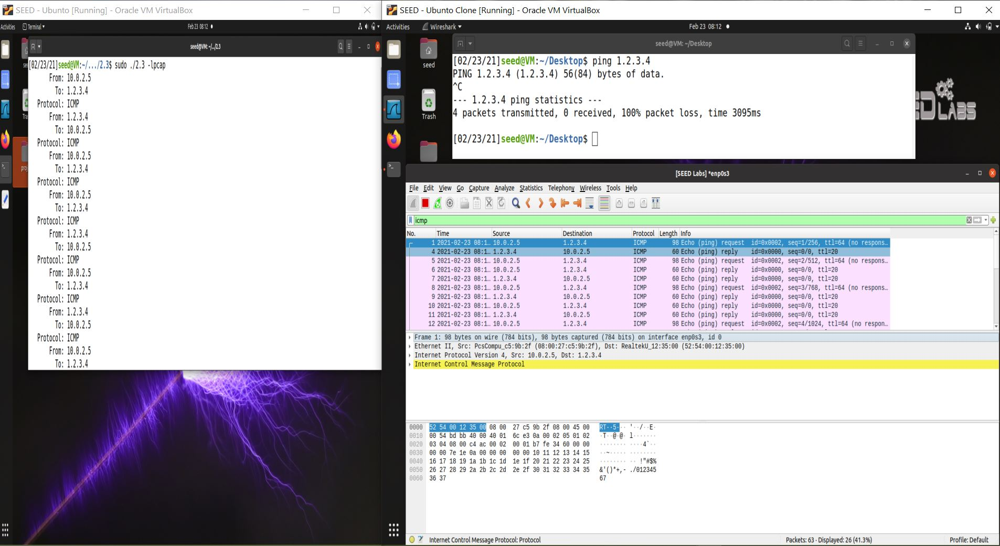 SEED - Ubunto [Running] - Oracle VM VirtualBox
Activities Terminal Feb 23 08:12
seed@VM: ~/.../2.3
[02/23/21]seed@VM:~/.../2.3$ sudo ./2.3 -lpcap
From: 10.0.2.5
To: 1.2.3.4
Protocol: ICMP
From: 1.2.3.4
To: 10.0.2.5
Protocol: ICMP
From: 10.0.2.5
To: 1.2.3.4
Protocol: ICMP
From: 10.0.2.5
To: 1.2.3.4
Protocol: ICMP
From: 1.2.3.4
To: 10.0.2.5
Protocol: ICMP
From: 10.0.2.5
To: 1.2.3.4
Protocol: ICMP
From: 1.2.3.4
To: 10.0.2.5
Protocol: ICMP
From: 10.0.2.5
To: 1.2.3.4
SEED - Ubunto Clone [Running] - Oracle VM VirtualBox
Activities Wireshark Feb 23 08:12
seed
Trash
seed@VM: ~/Desktop
[02/23/21]seed@VM:~/Desktop$ ping 1.2.3.4
PING 1.2.3.4 (1.2.3.4) 56(84) bytes of data.
^C
--- 1.2.3.4 ping statistics ---
4 packets transmitted, 0 received, 100% packet loss, time 3095ms
[02/23/21]seed@VM:~/Desktop$
ED LABS
[SEED Labs] *enp0s3
File Edit View Go Capture Analyze Statistics Telephony Wireless Tools Help
icmp
No. Time Source Destination Protocol Length Info
1 2021-02-23 08:1… 10.0.2.5 1.2.3.4 ICMP 98 Echo (ping) request id=0x0002, seq=1/256, ttl=64 (no respons…
4 2021-02-23 08:1… 1.2.3.4 10.0.2.5 ICMP 60 Echo (ping) reply id=0x0000, seq=0/0, ttl=20
5 2021-02-23 08:1… 10.0.2.5 1.2.3.4 ICMP 98 Echo (ping) request id=0x0002, seq=2/512, ttl=64 (no respons…
6 2021-02-23 08:1… 10.0.2.5 1.2.3.4 ICMP 60 Echo (ping) reply id=0x0000, seq=0/0, ttl=20
7 2021-02-23 08:1… 1.2.3.4 10.0.2.5 ICMP 60 Echo (ping) reply id=0x0000, seq=0/0, ttl=20
8 2021-02-23 08:1… 10.0.2.5 1.2.3.4 ICMP 98 Echo (ping) request id=0x0002, seq=3/768, ttl=64 (no respons…
9 2021-02-23 08:1… 1.2.3.4 10.0.2.5 ICMP 60 Echo (ping) reply id=0x0000, seq=0/0, ttl=20
10 2021-02-23 08:1… 10.0.2.5 1.2.3.4 ICMP 60 Echo (ping) reply id=0x0000, seq=0/0, ttl=20
11 2021-02-23 08:1… 1.2.3.4 10.0.2.5 ICMP 60 Echo (ping) reply id=0x0000, seq=0/0, ttl=20
12 2021-02-23 08:1… 10.0.2.5 1.2.3.4 ICMP 98 Echo (ping) request id=0x0002, seq=4/1024, ttl=64 (no respon…
Frame 1: 98 bytes on wire (784 bits), 98 bytes captured (784 bits) on interface enp0s3, id 0
Ethernet II, Src: PcsCompu_c5:9b:2f (08:00:27:c5:9b:2f), Dst: RealtekU_12:35:00 (52:54:00:12:35:00)
Internet Protocol Version 4, Src: 10.0.2.5, Dst: 1.2.3.4
Internet Control Message Protocol
0000 52 54 00 12 35 00 08 00 27 c5 9b 2f 08 00 45 00 RT··5··· '··/··E·
0010 00 54 bd bb 40 00 40 01 6c e3 0a 00 02 05 01 02 ·T··@·@· l·······
0020 03 04 08 00 c4 ac 00 02 00 01 b7 fe 34 60 00 00 ········ ····4`··
0030 00 00 7e 1e 0a 00 00 00 00 00 10 11 12 13 14 15 ··~····· ········
0040 16 17 18 19 1a 1b 1c 1d 1e 1f 20 21 22 23 24 25 ········ ·· !"#$%
0050 26 27 28 29 2a 2b 2c 2d 2e 2f 30 31 32 33 34 35 &'()*+,- ./012345
0060 36 37 67
Internet Control Message Protocol: Protocol Packets: 63 · Displayed: 26 (41.3%) Profile: Default